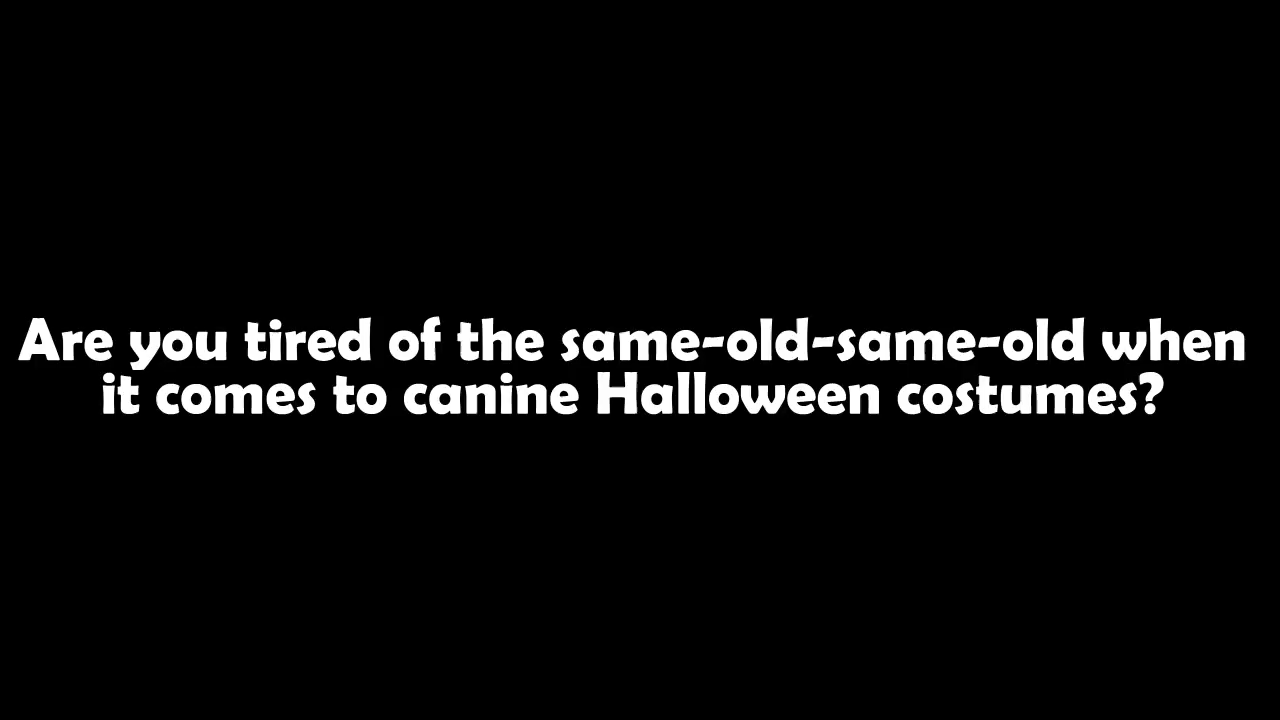 Are you tired of the same-old-same-old when
it comes to canine Halloween costumes?